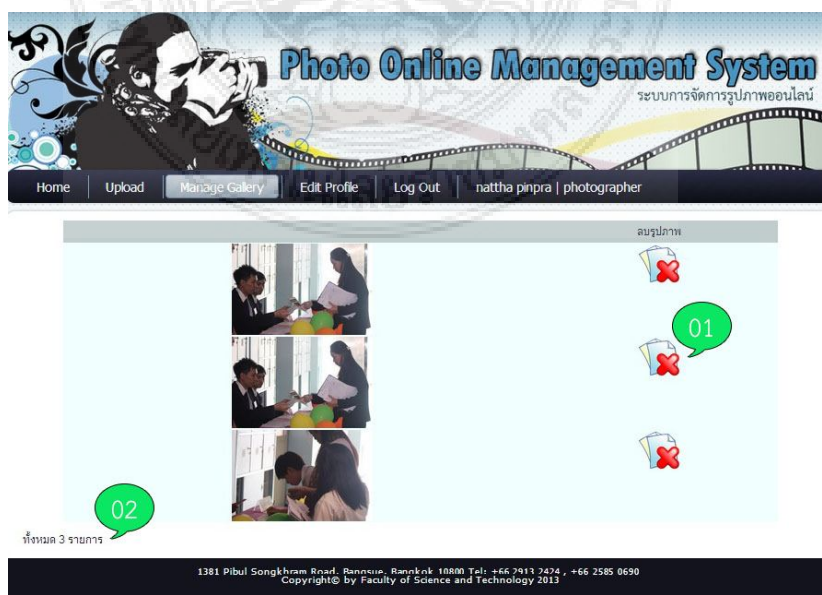 Photo Online Management System
ระบบการจัดการรูปภาพออนไลน์
Home Upload Manage Gallery Edit Profile Log Out nattha pinpra | photographer
ลบรูปภาพ
01
02
ทั้งหมด 3 รายการ
1381 Pibul Songkhram Road, Bangsue, Bangkok 10800 Tel: +66 2913 2424 , +66 2585 0690
Copyright© by Faculty of Science and Technology 2013